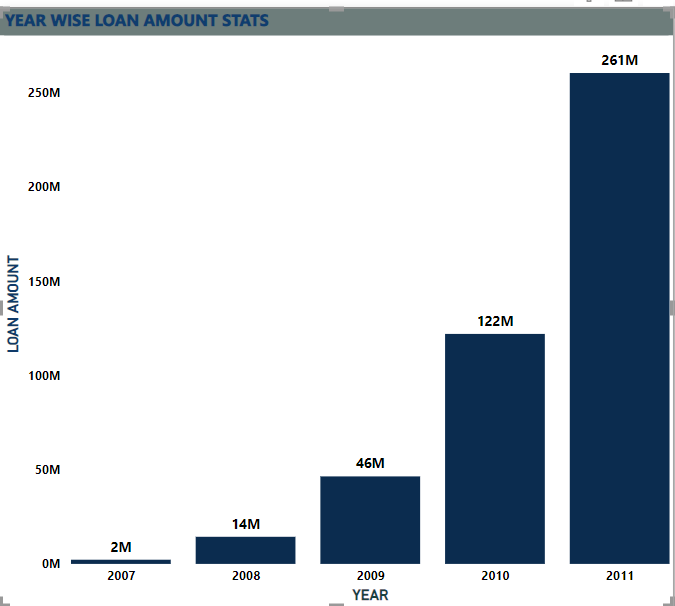 YEAR WISE LOAN AMOUNT STATS
261M
250M
200M
LOAN AMOUNT
150M
122M
100M
50M
46M
14M
2M
0M
2007 2008 2009 2010 2011
YEAR